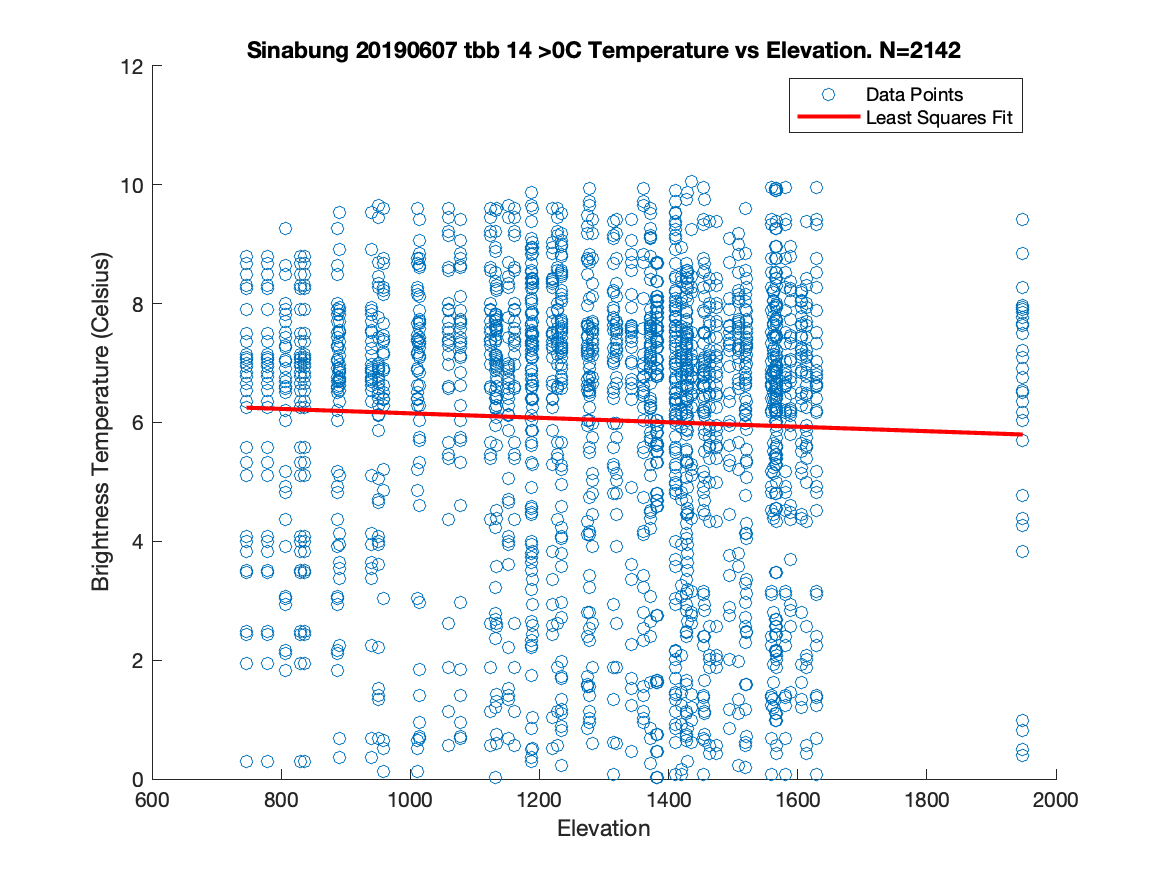 Sinabung 20190607 tbb 14 >0C Temperature vs Elevation. N=2142
Data Points
Least Squares Fit
Brightness Temperature (Celsius)
12
10
8
6
4
2
0
600 800 1000 1200 1400 1600 1800 2000
Elevation